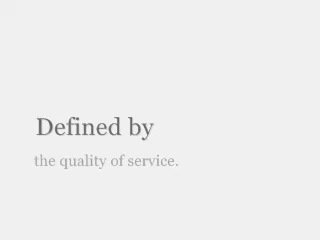 Defined by
the quality of service.